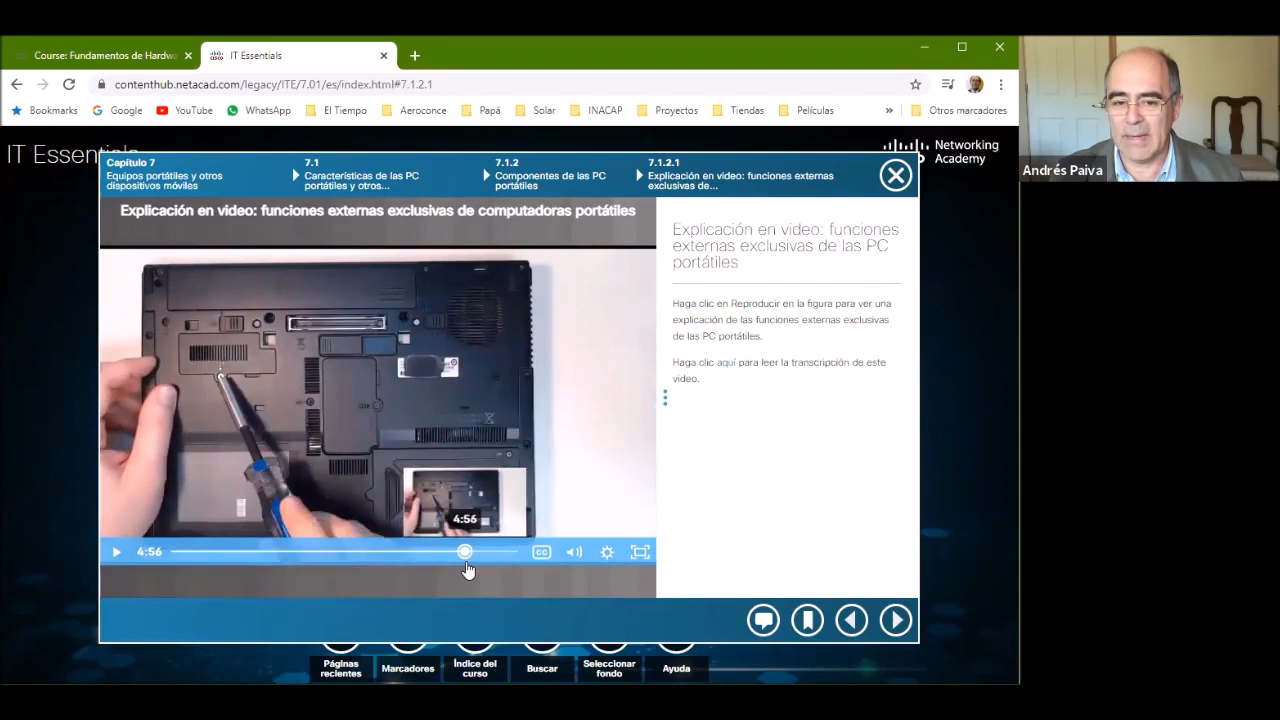 Course: Fundamentos de Hardwa
IT Essentials
contenthub.netacad.com/legacy/ITE/7.01/es/index.html#7.1.2.1
Bookmarks
Google
YouTube
WhatsApp
El Tiempo
Aeroconce
Papá
Solar
INACAP
Proyectos
Tiendas
Películas
»
Otros marcadores
IT Essentials
Networking
Academy
Andrés Paiva
Capítulo 7
Equipos portátiles y otros
dispositivos móviles
7.1
Características de las PC
portátiles y otros...
7.1.2
Componentes de las PC
portátiles
7.1.2.1
Explicación en video: funciones externas
exclusivas de...
Explicación en video: funciones externas exclusivas de computadoras portátiles
Explicación en video: funciones
externas exclusivas de las PC
portátiles
Haga clic en Reproducir en la figura para ver una
explicación de las funciones externas exclusivas
de las PC portátiles.
Haga clic aquí para leer la transcripción de este
video.
4:56
4:56
CC
Páginas
recientes
Marcadores
Índice del
curso
Buscar
Seleccionar
fondo
Ayuda